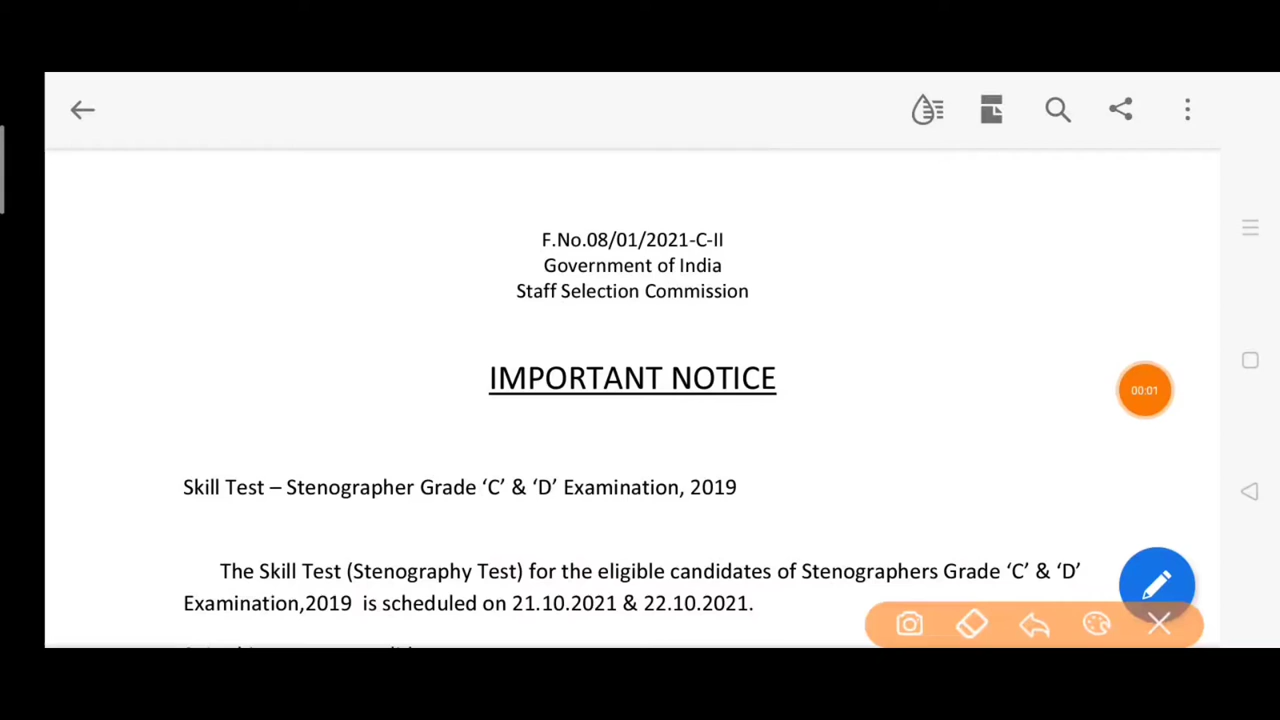 F.No.08/01/2021-C-II
Government of India
Staff Selection Commission
IMPORTANT NOTICE
00:01
Skill Test – Stenographer Grade ‘C’ & ‘D’ Examination, 2019
The Skill Test (Stenography Test) for the eligible candidates of Stenographers Grade ‘C’ & ‘D’
Examination,2019 is scheduled on 21.10.2021 & 22.10.2021.